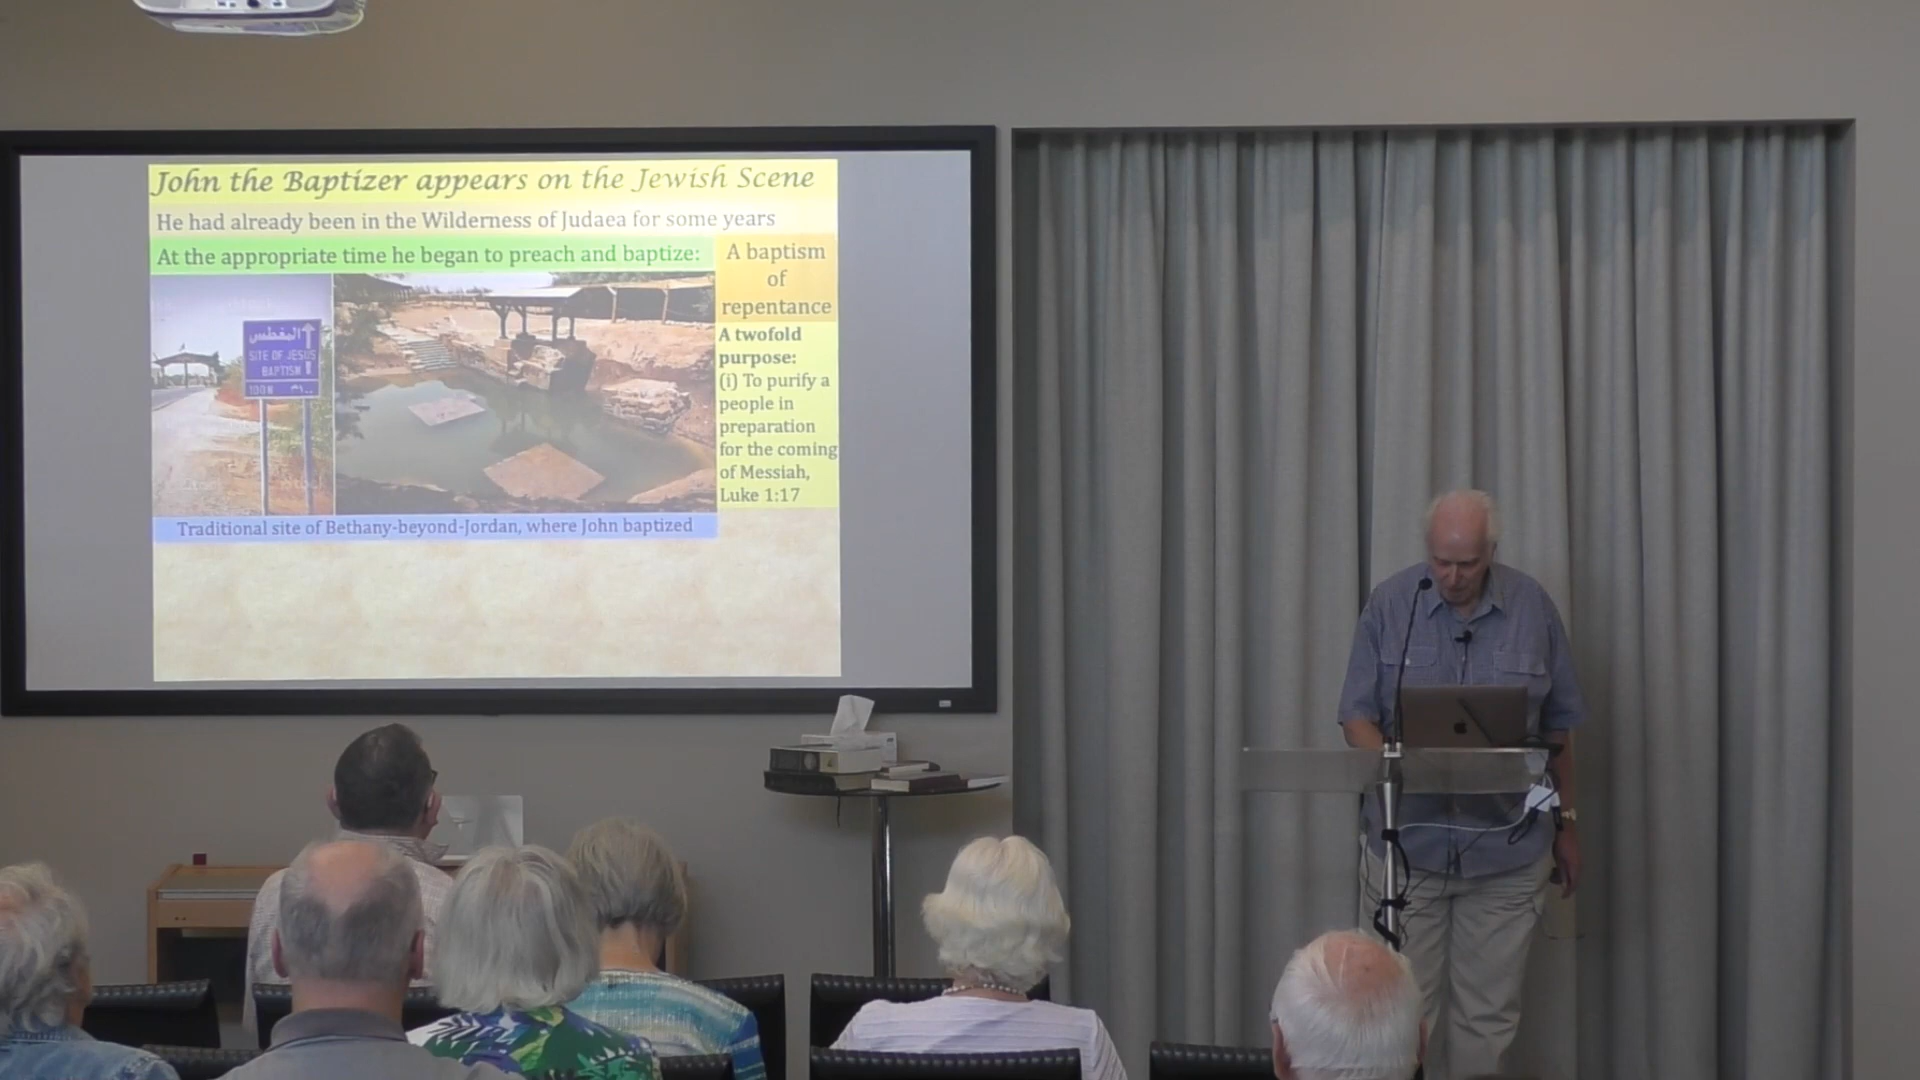 John the Baptizer appears on the Jewish Scene
He had already been in the Wilderness of Judaea for some years
At the appropriate time he began to preach and baptize:
A baptism
of
repentance
A twofold
purpose:
(i) To purify a
people in
preparation
for the coming
of Messiah,
Luke 1:17
المغطس
SITE OF JESUS
BAPTISM
Traditional site of Bethany-beyond-Jordan, where John baptized